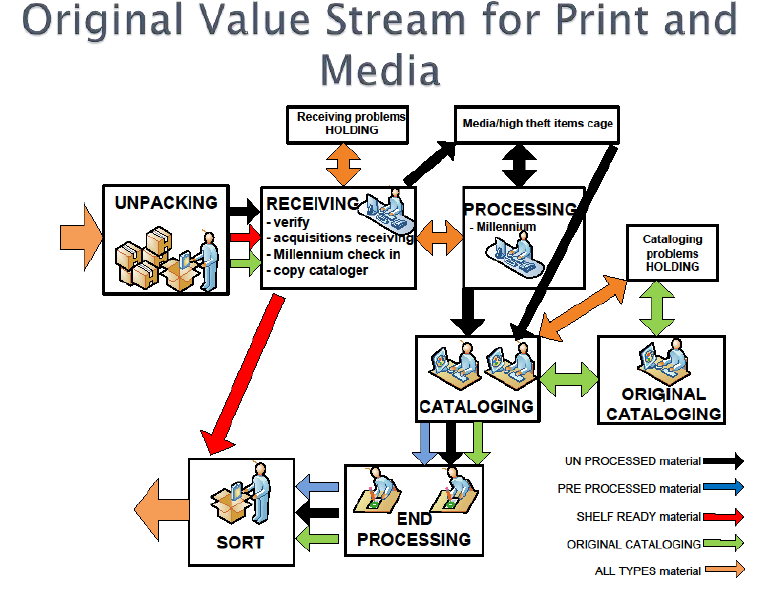 Original Value Stream for Print and
Media
Receiving problems
HOLDING
Media/high theft items cage
UNPACKING
RECEIVING
- verify
- acquisitions receiving
- Millennium check in
- copy cataloger
PROCESSING
- Millennium
Cataloging
problems
HOLDING
CATALOGING
ORIGINAL
CATALOGING
SORT
END
PROCESSING
UN PROCESSED material
PRE PROCESSED material
SHELF READY material
ORIGINAL CATALOGING
ALL TYPES material